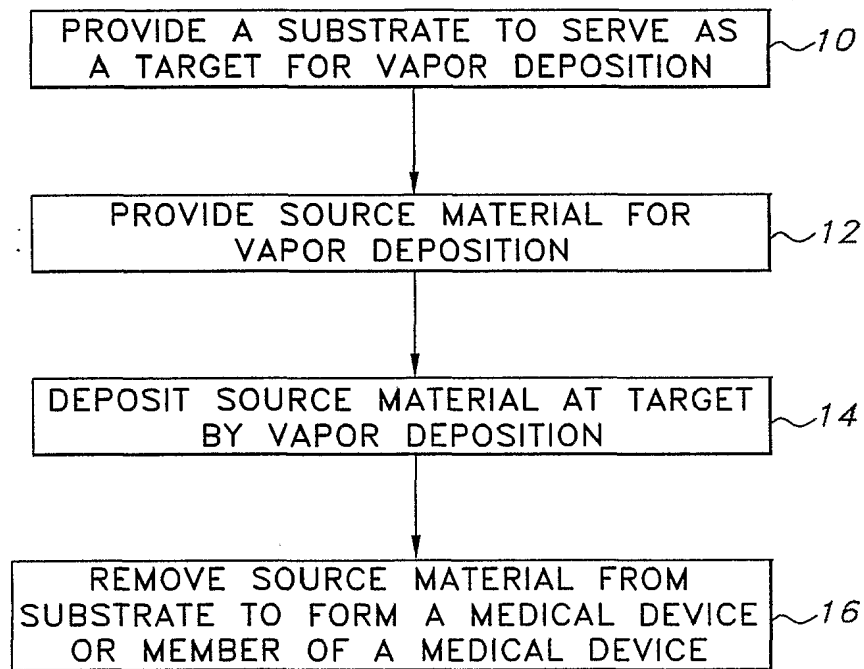 PROVIDE A SUBSTRATE TO SERVE AS
A TARGET FOR VAPOR DEPOSITION
10
PROVIDE SOURCE MATERIAL FOR
VAPOR DEPOSITION
12
DEPOSIT SOURCE MATERIAL AT TARGET
BY VAPOR DEPOSITION
14
REMOVE SOURCE MATERIAL FROM
SUBSTRATE TO FORM A MEDICAL DEVICE
OR MEMBER OF A MEDICAL DEVICE
16